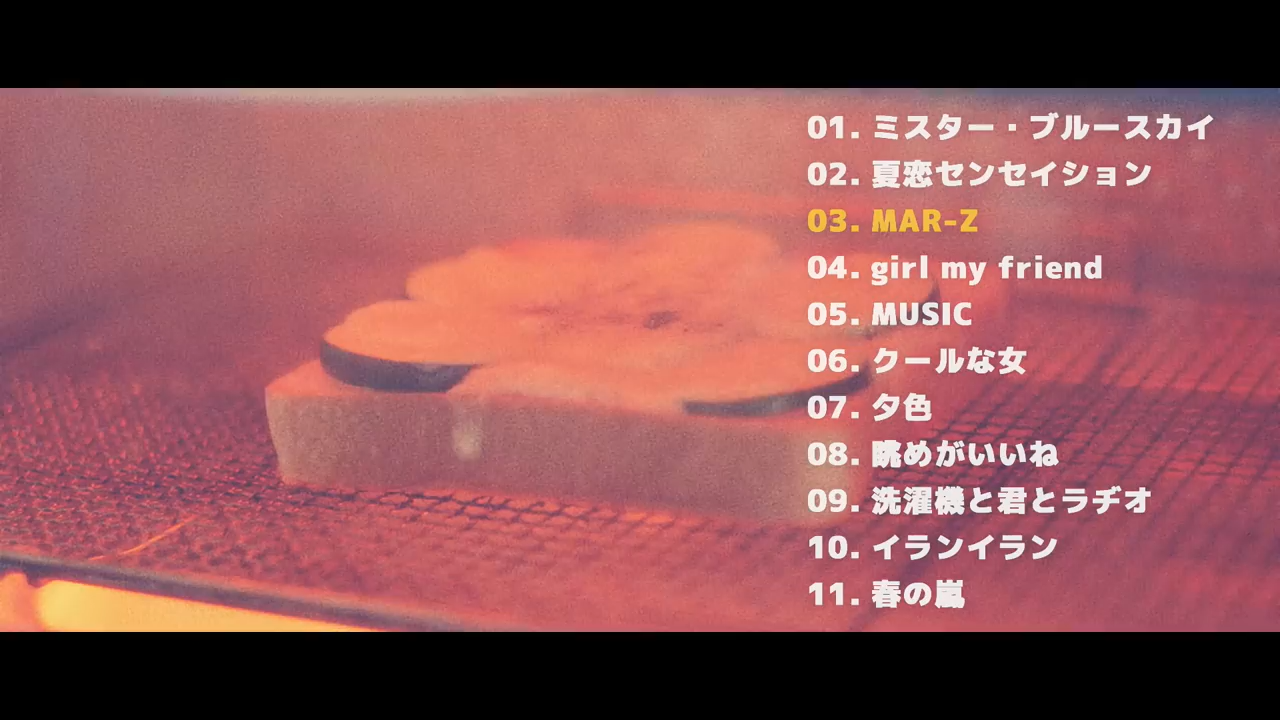 01. ミスター・ブルースカイ
02. 夏恋センセイション
03. MAR-Z
04. girl my friend
05. MUSIC
06. クールな女
07. 夕色
08. 眺めがいいね
09. 洗濯機と君とラヂオ
10. イランイラン
11. 春の嵐